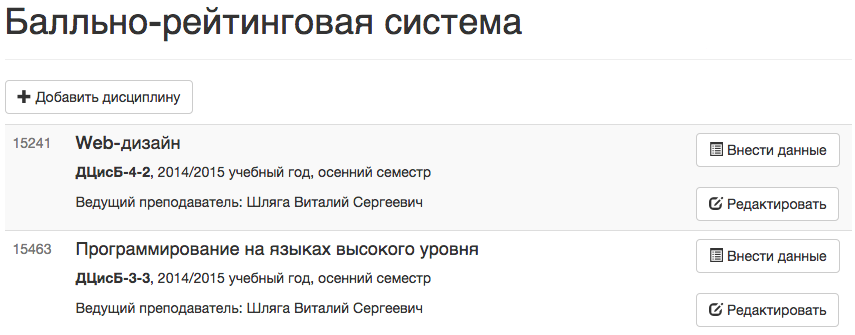 Балльно-рейтинговая система
Добавить дисциплину
15241 Web-дизайн Внести данные
ДЦисБ-4-2, 2014/2015 учебный год, осенний семестр
Ведущий преподаватель: Шляга Виталий Сергеевич Редактировать
15463 Программирование на языках высокого уровня Внести данные
ДЦисБ-3-3, 2014/2015 учебный год, осенний семестр
Ведущий преподаватель: Шляга Виталий Сергеевич Редактировать